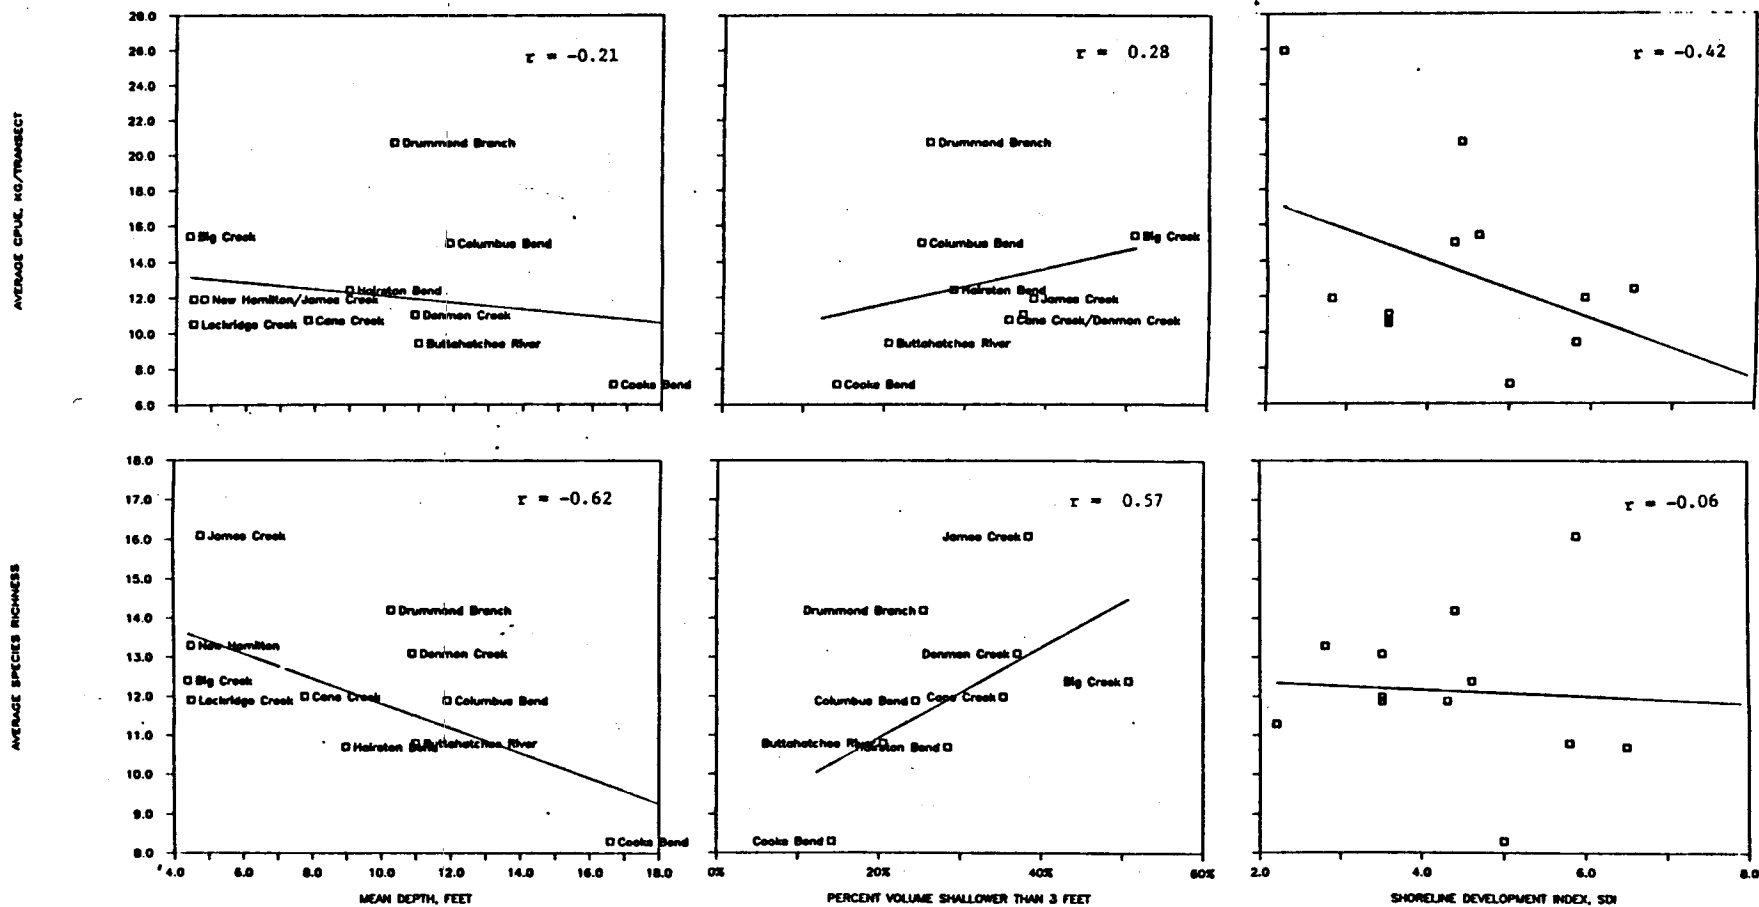 28.0
26.0
24.0
22.0
20.0
18.0
16.0
14.0
12.0
10.0
8.0
6.0
AVERAGE CPUE, KG/TRANSECT
r = -0.21
Drummond Branch
Big Creek
Columbus Bend
Hairston Bend
New Hamilton/James Creek
Lockridge Creek
Cane Creek
Denmon Creek
Buttahatchee River
Cooks Bend
r = 0.28
Drummond Branch
Columbus Bend
Big Creek
Hairston Bend
James Creek
Cane Creek/Denmon Creek
Buttahatchee River
Cooks Bend
r = -0.42
18.0
17.0
16.0
15.0
14.0
13.0
12.0
11.0
10.0
9.0
8.0
AVERAGE SPECIES RICHNESS
r = -0.62
James Creek
Drummond Branch
New Hamilton
Denmon Creek
Big Creek
Lockridge Creek
Cane Creek
Columbus Bend
Hairston Bend
Buttahatchee River
Cooks Bend
4.0 6.0 8.0 10.0 12.0 14.0 16.0 18.0
MEAN DEPTH, FEET
r = 0.57
James Creek
Drummond Branch
Denmon Creek
Big Creek
Columbus Bend
Cane Creek
Buttahatchee River
Hairston Bend
Cooks Bend
0% 20% 40% 60%
PERCENT VOLUME SHALLOWER THAN 3 FEET
r = -0.06
2.0 4.0 6.0 8.0
SHORELINE DEVELOPMENT INDEX, SDI